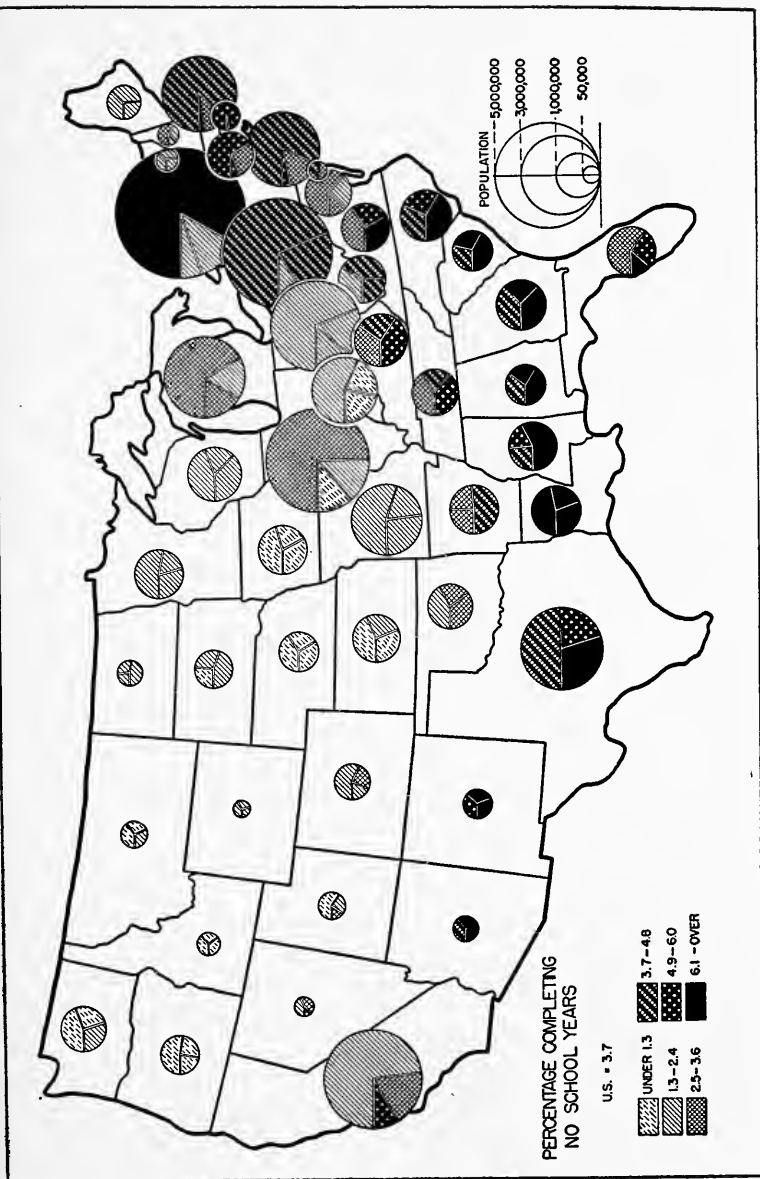 POPULATION
5,000,000
3,000,000
1,000,000
50,000
PERCENTAGE COMPLETING
NO SCHOOL YEARS
U.S. = 3.7
UNDER 1.3
1.3-2.4
2.5-3.6
3.7-4.8
4.9-6.0
6.1-OVER